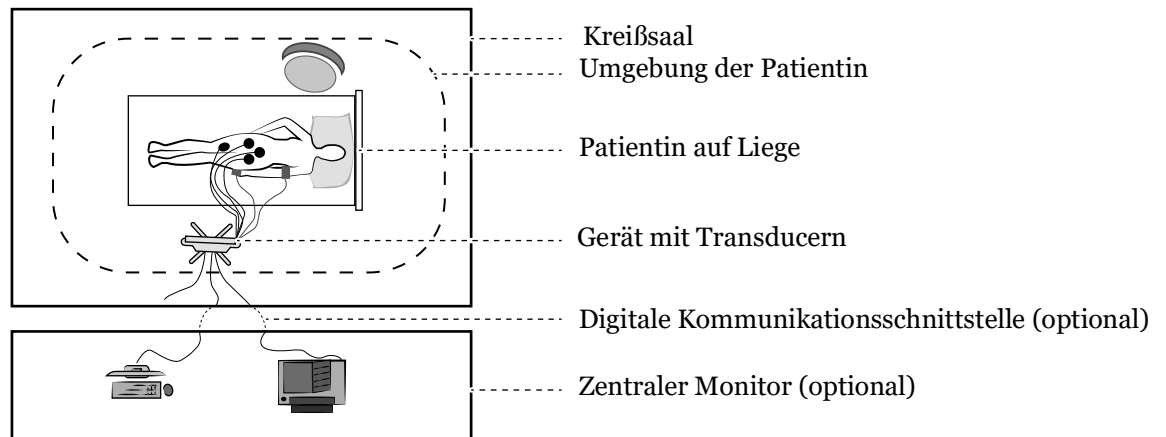 Kreißsaal
Umgebung der Patientin
Patientin auf Liege
Gerät mit Transducern
Digitale Kommunikationsschnittstelle (optional)
Zentraler Monitor (optional)